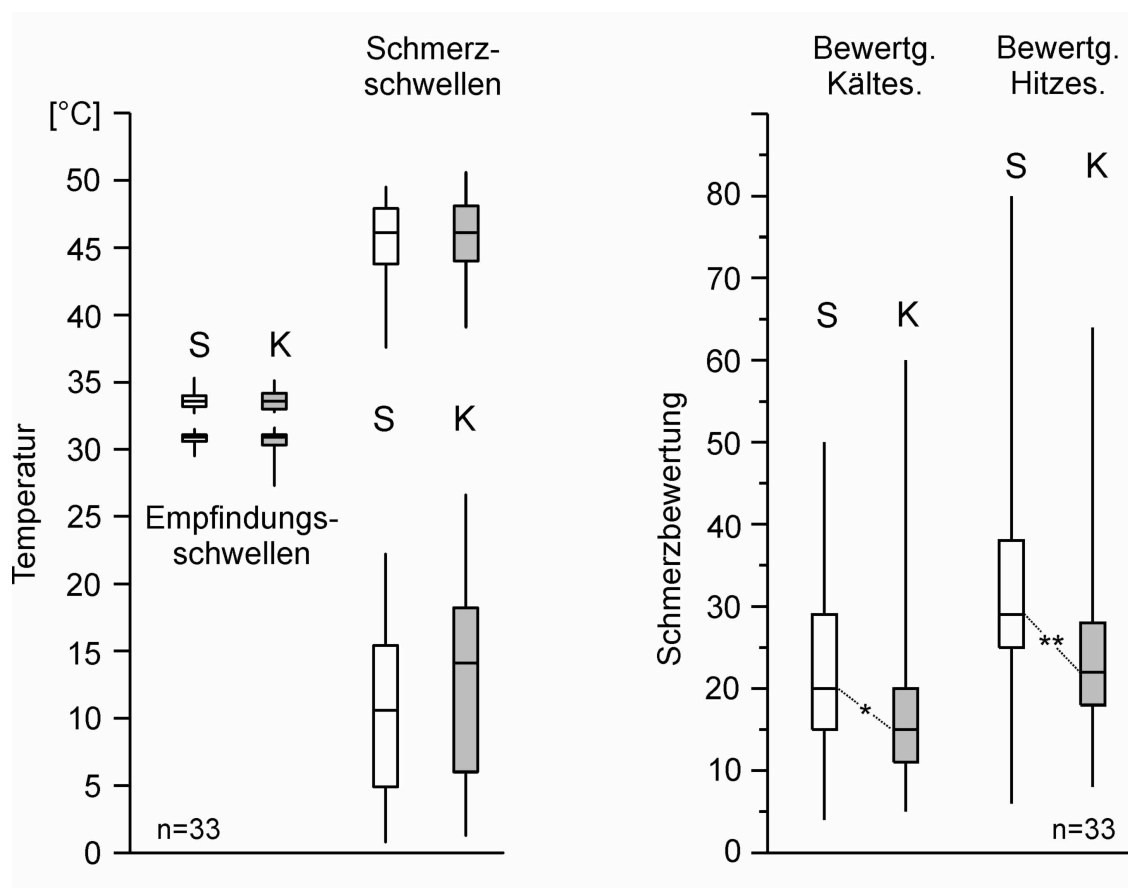 Schmerz-
schwellen
[°C]
50
45
40
35
30
25
20
15
10
5
0
Temperatur
S K
S K
Empfindungs-
schwellen
n=33
Bewertg.
Kältes.
Bewertg.
Hitzes.
80
70
60
50
40
30
20
10
0
Schmerzbewertung
S K
S K
*
**
n=33